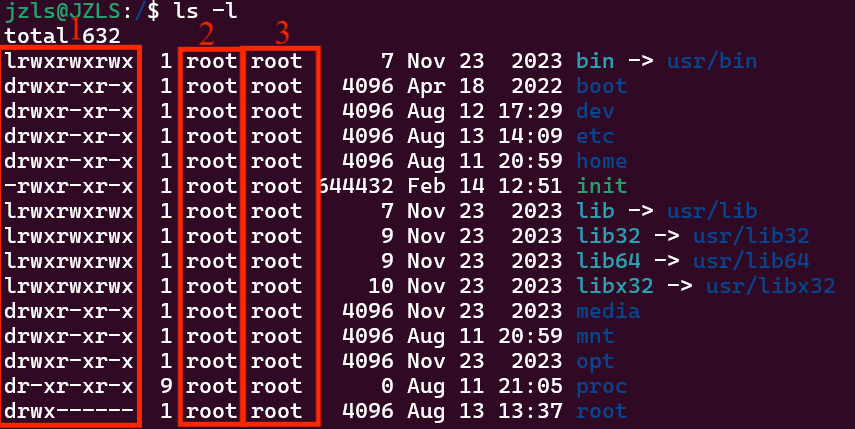 jzls@JZLS:/$ ls -l
total 632
1 2 3
lrwxrwxrwx 1 root root 7 Nov 23 2023 bin -> usr/bin
drwxr-xr-x 1 root root 4096 Apr 18 2022 boot
drwxr-xr-x 1 root root 4096 Aug 12 17:29 dev
drwxr-xr-x 1 root root 4096 Aug 13 14:09 etc
drwxr-xr-x 1 root root 4096 Aug 11 20:59 home
-rwxr-xr-x 1 root root 644432 Feb 14 12:51 init
lrwxrwxrwx 1 root root 7 Nov 23 2023 lib -> usr/lib
lrwxrwxrwx 1 root root 9 Nov 23 2023 lib32 -> usr/lib32
lrwxrwxrwx 1 root root 9 Nov 23 2023 lib64 -> usr/lib64
lrwxrwxrwx 1 root root 10 Nov 23 2023 libx32 -> usr/libx32
drwxr-xr-x 1 root root 4096 Nov 23 2023 media
drwxr-xr-x 1 root root 4096 Aug 11 20:59 mnt
drwxr-xr-x 1 root root 4096 Nov 23 2023 opt
dr-xr-xr-x 9 root root 0 Aug 11 21:05 proc
drwx------ 1 root root 4096 Aug 13 13:37 root